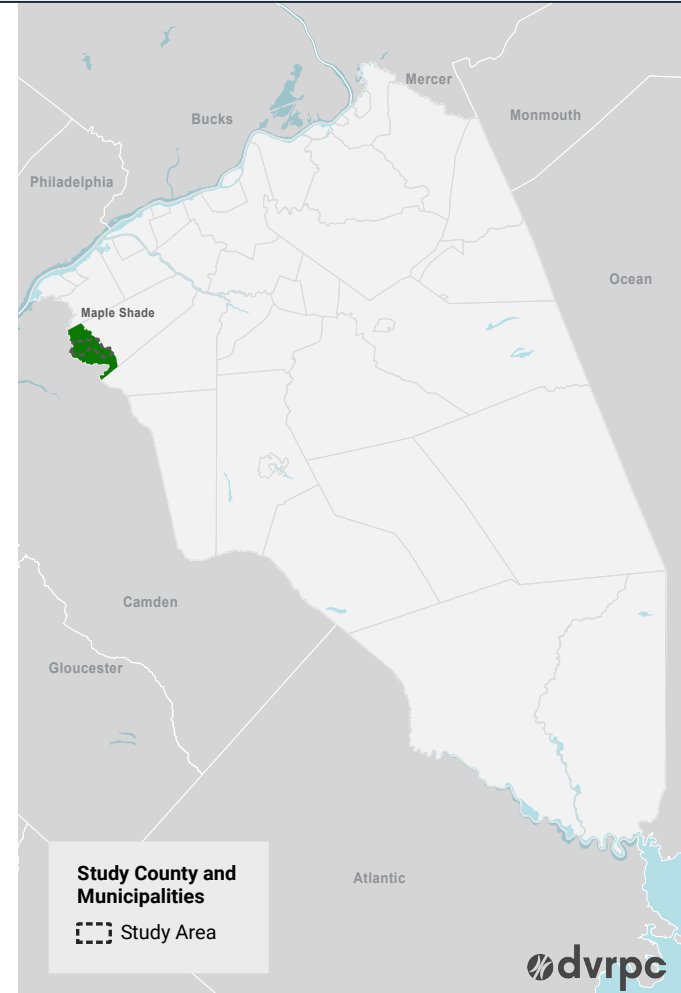 Mercer
Bucks
Monmouth
Philadelphia
Ocean
Maple Shade
Camden
Gloucester
Atlantic
Study County and
Municipalities
Study Area
dvrpc